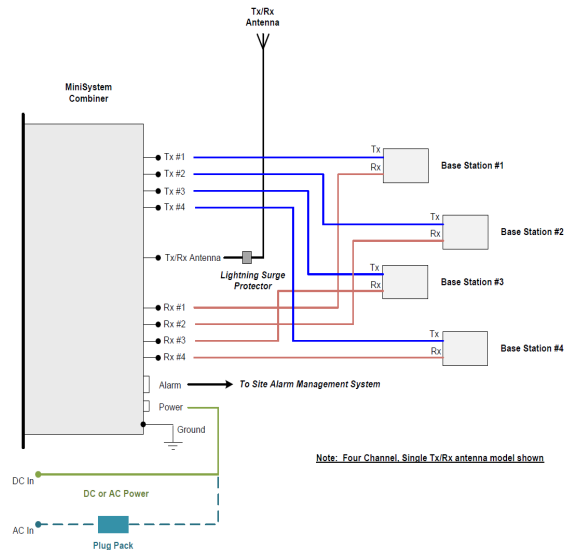 Tx/Rx
Antenna
MiniSystem
Combiner
Tx #1
Tx #2
Tx #3
Tx #4
Tx/Rx Antenna
Lightning Surge
Protector
Rx #1
Rx #2
Rx #3
Rx #4
Alarm
To Site Alarm Management System
Power
Ground
Tx
Rx
Base Station #1
Tx
Rx
Base Station #2
Tx
Rx
Base Station #3
Tx
Rx
Base Station #4
Note: Four Channel, Single Tx/Rx antenna model shown
DC In
DC or AC Power
AC In
Plug Pack